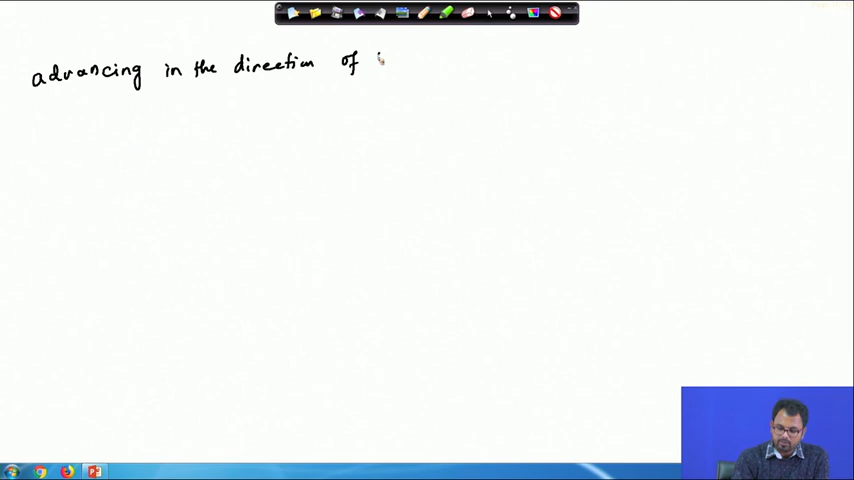 advancing in the direction of